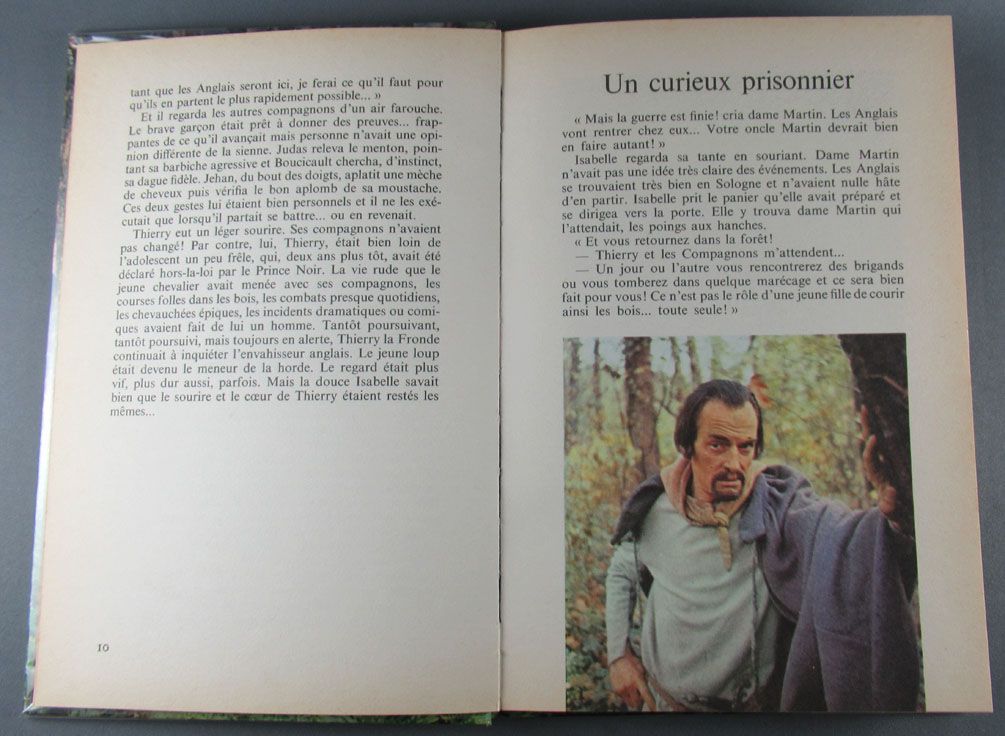 tant que les Anglais seront ici, je ferai ce qu'il faut pour
qu'ils en partent le plus rapidement possible... »
Et il regarda les autres compagnons d'un air farouche.
Le brave garçon était prêt à donner des preuves... frap-
pantes de ce qu'il avançait mais personne n'avait une opi-
nion différente de la sienne. Judas releva le menton, poin-
tant sa barbiche agressive et Boucicault chercha, d'instinct,
sa dague fidèle. Jehan, du bout des doigts, aplatit une mèche
de cheveux puis vérifia le bon aplomb de sa moustache.
Ces deux gestes lui étaient bien personnels et il ne les exé-
cutait que lorsqu'il partait se battre... ou en revenait.
Thierry eut un léger sourire. Ses compagnons n'avaient
pas changé! Par contre, lui, Thierry, était bien loin de
l'adolescent un peu frêle, qui, deux ans plus tôt, avait été
déclaré hors-la-loi par le Prince Noir. La vie rude que le
jeune chevalier avait menée avec ses compagnons, les
courses folles dans les bois, les combats presque quotidiens,
les chevauchées épiques, les incidents dramatiques ou comi-
ques avaient fait de lui un homme. Tantôt poursuivant,
tantôt poursuivi, mais toujours en alerte, Thierry la Fronde
continuait à inquiéter l'envahisseur anglais. Le jeune loup
était devenu le meneur de la horde. Le regard était plus
vif, plus dur aussi, parfois. Mais la douce Isabelle savait
bien que le sourire et le cœur de Thierry étaient restés les
mêmes...
10
Un curieux prisonnier
« Mais la guerre est finie! cria dame Martin. Les Anglais
vont rentrer chez eux... Votre oncle Martin devrait bien
en faire autant! »
Isabelle regarda sa tante en souriant. Dame Martin
n'avait pas une idée très claire des événements. Les Anglais
se trouvaient très bien en Sologne et n'avaient nulle hâte
d'en partir. Isabelle prit le panier qu'elle avait préparé et
se dirigea vers la porte. Elle y trouva dame Martin qui
l'attendait, les poings aux hanches.
« Et vous retournez dans la forêt!
— Thierry et les Compagnons m'attendent...
— Un jour ou l'autre vous rencontrerez des brigands
ou vous tomberez dans quelque marécage et ce sera bien
fait pour vous! Ce n'est pas le rôle d'une jeune fille de courir
ainsi les bois... toute seule! »